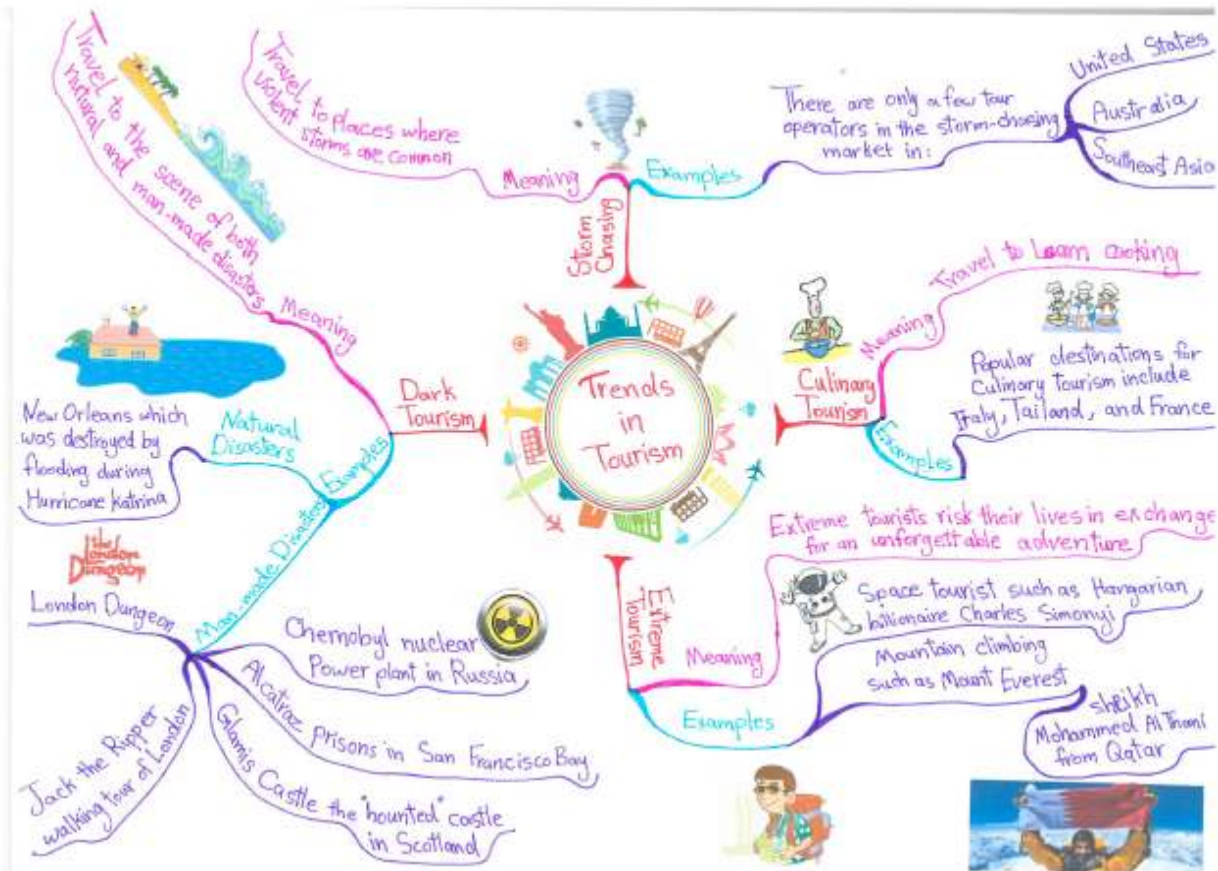 Trends
in
Tourism
Storm
Chasing
Meaning
Travel to places where
violent storms are common
Examples
There are only a few tour
operators in the storm-chasing
market in:
United States
Australia
Southeast Asia
Culinary
Tourism
Meaning
Travel to Learn cooking
Examples
Popular destinations for
Culinary tourism include
Italy, Tailand, and France
Extreme
Tourism
Meaning
Extreme tourists risk their lives in exchange
for an unforgettable adventure
Examples
Space tourist such as Hangarian
billionaire Charles Simonyi
Mountain climbing
such as Mount Everest
sheikh
Mohammed Al Thani
from Qatar
Dark
Tourism
Meaning
Travel to the scene of both
natural and man-made disasters
Examples
Natural
Disasters
New Orleans which
was destroyed by
flooding during
Hurricane Katrina
Man-made Disasters
the
London
Dungeon
London Dungeon
Chernobyl nuclear
Power plant in Russia
Alcatraz prisons in San Francisco Bay
Glamis Castle the "hounted" castle
in Scotland
Jack the Ripper
walking tour of London